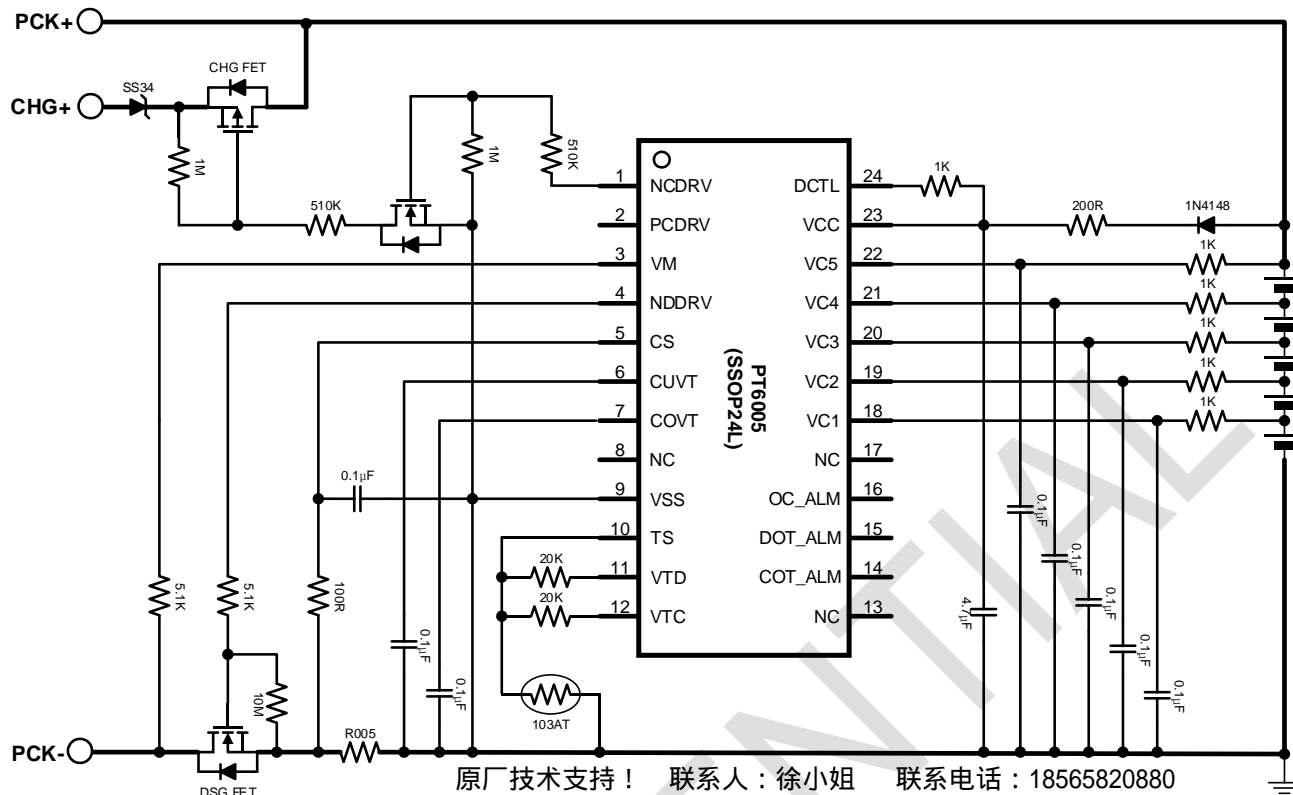 PCK+
CHG FET
SS34
CHG+
1M
510K
1M
510K
1 NCDRV
2 PCDRV
3 VM
4 NDDRV
5 CS
6 CUVT
7 COVT
8 NC
9 VSS
10 TS
11 VTD
12 VTC
PT6005
(SSOP24L)
DCTL 24
VCC 23
VC5 22
VC4 21
VC3 20
VC2 19
VC1 18
NC 17
OC_ALM 16
DOT_ALM 15
COT_ALM 14
NC 13
1K
200R
1N4148
1K
1K
1K
1K
1K
0.1µF
20K
20K
103AT
5.1K
5.1K
100R
10M
0.1µF
0.1µF
4.7µF
0.1µF
0.1µF
0.1µF
0.1µF
0.1µF
R005
PCK-
DSG FET
原厂技术支持！ 联系人：徐小姐 联系电话：18565820880
NTIAL